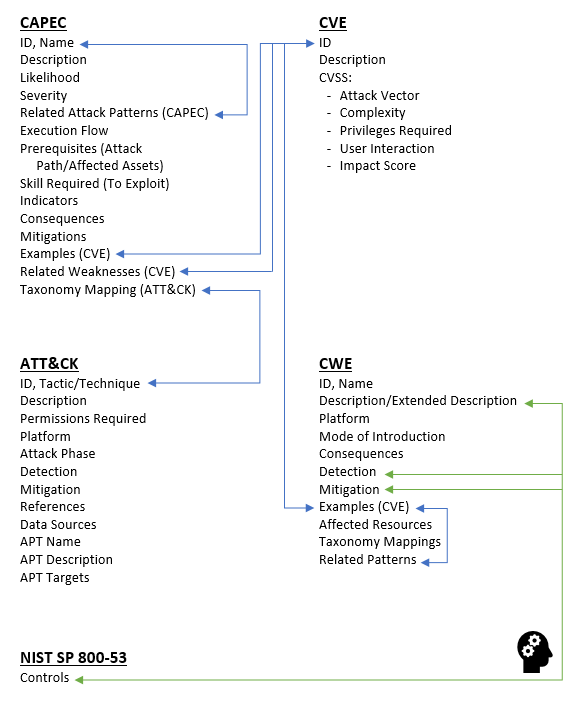 CAPEC
ID, Name
Description
Likelihood
Severity
Related Attack Patterns (CAPEC)
Execution Flow
Prerequisites (Attack
Path/Affected Assets)
Skill Required (To Exploit)
Indicators
Consequences
Mitigations
Examples (CVE)
Related Weaknesses (CVE)
Taxonomy Mapping (ATT&CK)
CVE
ID
Description
CVSS:
- Attack Vector
- Complexity
- Privileges Required
- User Interaction
- Impact Score
ATT&CK
ID, Tactic/Technique
Description
Permissions Required
Platform
Attack Phase
Detection
Mitigation
References
Data Sources
APT Name
APT Description
APT Targets
CWE
ID, Name
Description/Extended Description
Platform
Mode of Introduction
Consequences
Detection
Mitigation
Examples (CVE)
Affected Resources
Taxonomy Mappings
Related Patterns
NIST SP 800-53
Controls